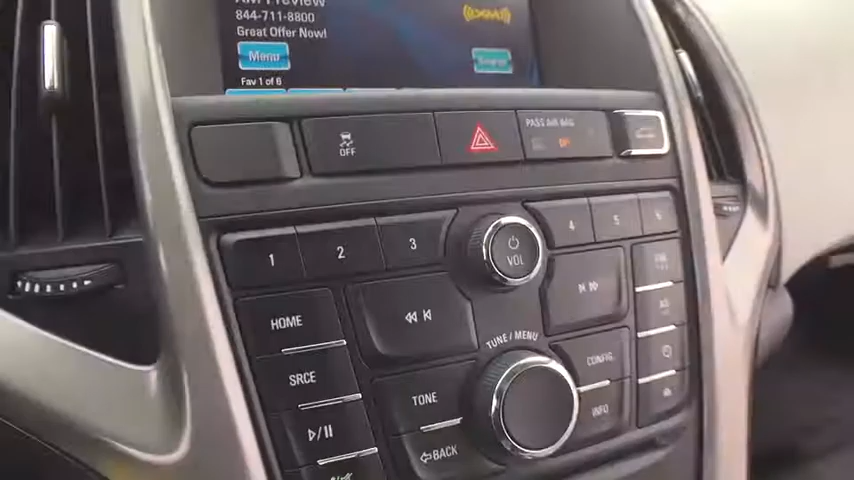 844-711-8800
Great Offer Now!
Menu
Fav 1 of 6
OFF
PASS AIR BAG
OFF
1
2
3
VOL
4
5
6
HOME
SRCE
TUNE / MENU
CONFIG
TONE
INFO
BACK